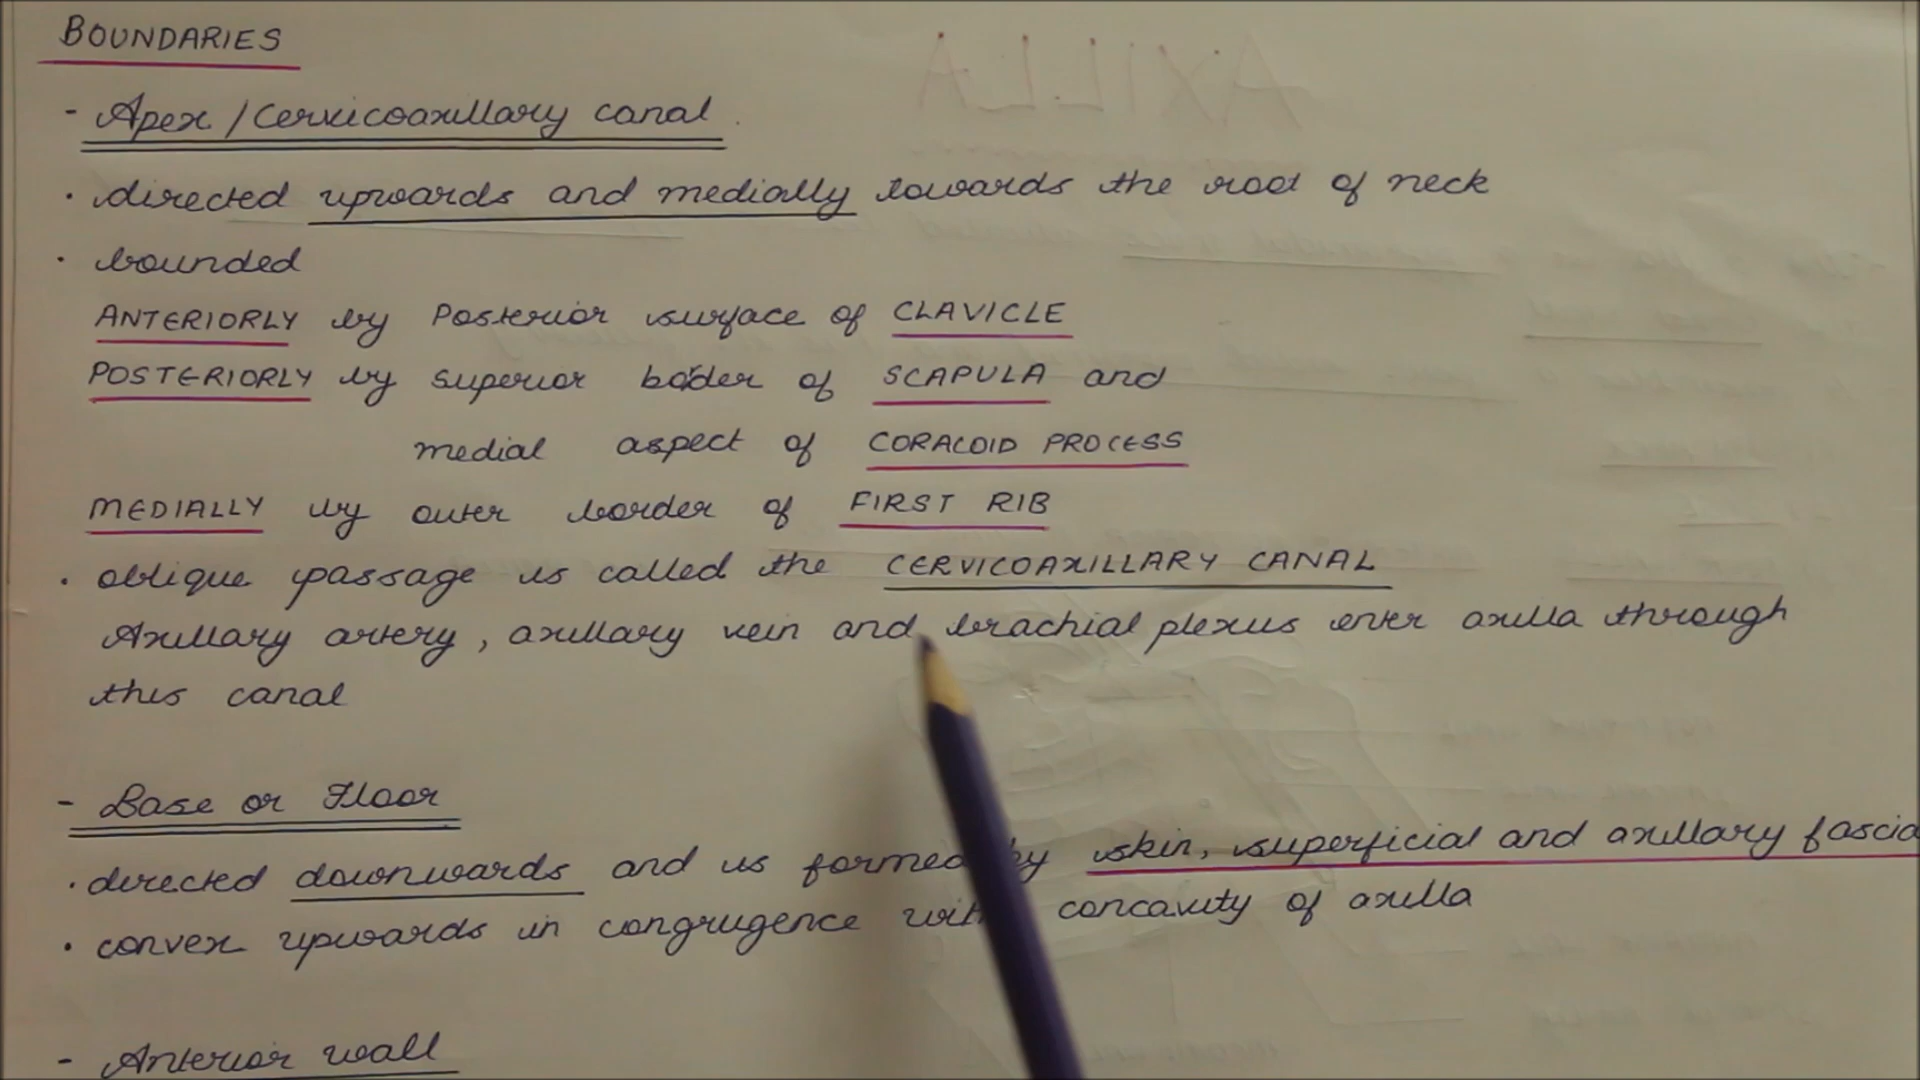 BOUNDARIES
- Apex / Cervicoaxillary canal
• directed upwards and medially towards the root of neck
• bounded
ANTERIORLY by Posterior surface of CLAVICLE
POSTERIORLY by superior boder of SCAPULA and
medial aspect of CORACOID PROCESS
MEDIALLY by outer border of FIRST RIB
• oblique passage is called the CERVICOAXILLARY CANAL
Axillary artery, axillary vein and brachial plexus enter axilla through
this canal
- Base or Floor
• directed downwards and is formed by skin, superficial and axillary fascia
• convex upwards in congrugence with concavity of axilla
- Anterior wall
AXILLA